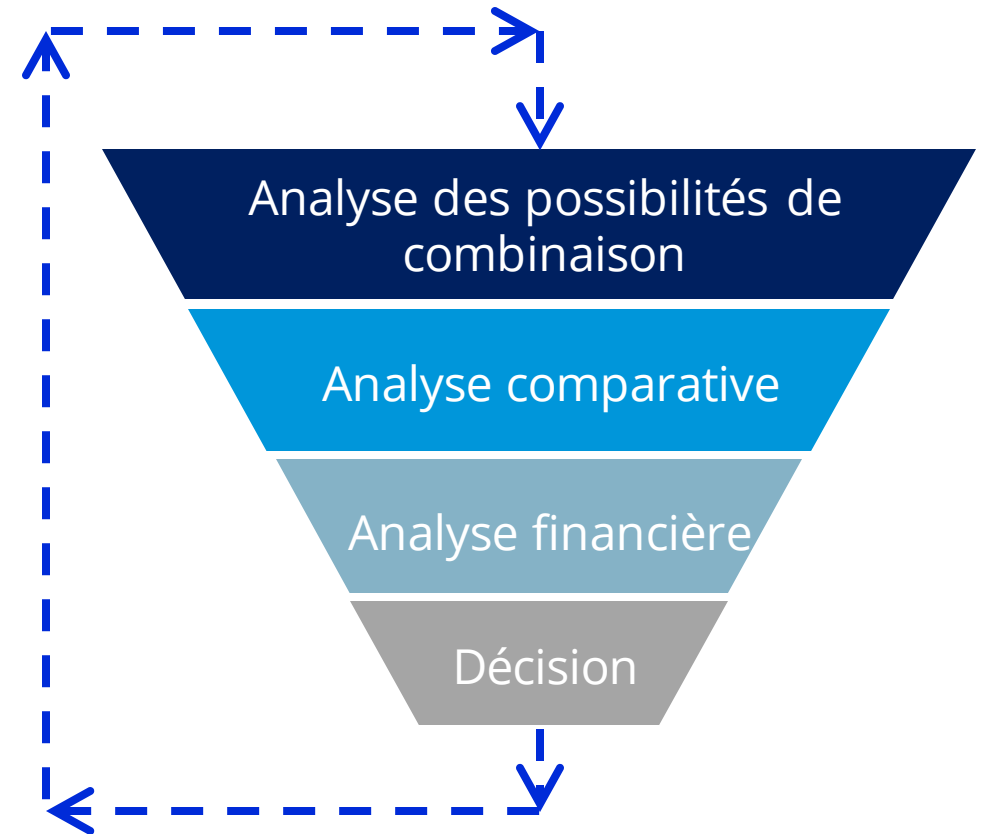 Analyse des possibilités de
combinaison
Analyse comparative
Analyse financière
Décision